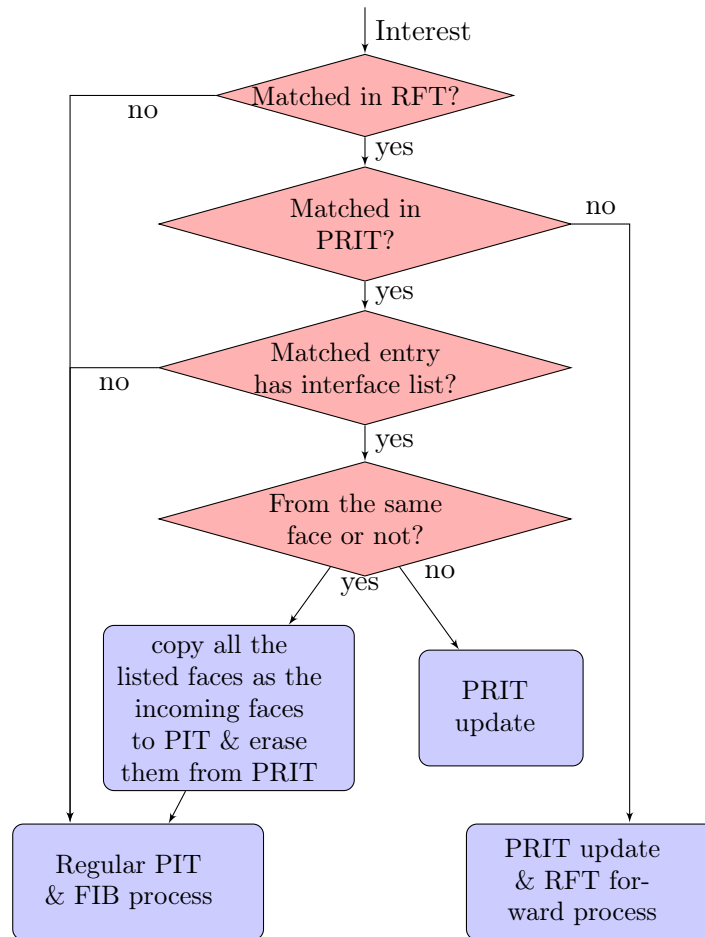 Interest
Matched in RFT?
no
yes
Matched in
PRIT?
no
yes
Matched entry
has interface list?
no
yes
From the same
face or not?
yes
no
copy all the
listed faces as the
incoming faces
to PIT & erase
them from PRIT
PRIT
update
Regular PIT
& FIB process
PRIT update
& RFT for-
ward process